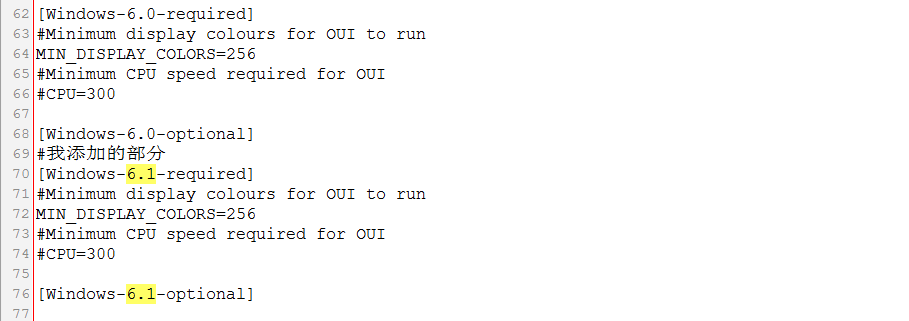 62 [Windows-6.0-required]
63 #Minimum display colours for OUI to run
64 MIN_DISPLAY_COLORS=256
65 #Minimum CPU speed required for OUI
66 #CPU=300
67
68 [Windows-6.0-optional]
69 #我添加的部分
70 [Windows-6.1-required]
71 #Minimum display colours for OUI to run
72 MIN_DISPLAY_COLORS=256
73 #Minimum CPU speed required for OUI
74 #CPU=300
75
76 [Windows-6.1-optional]
77